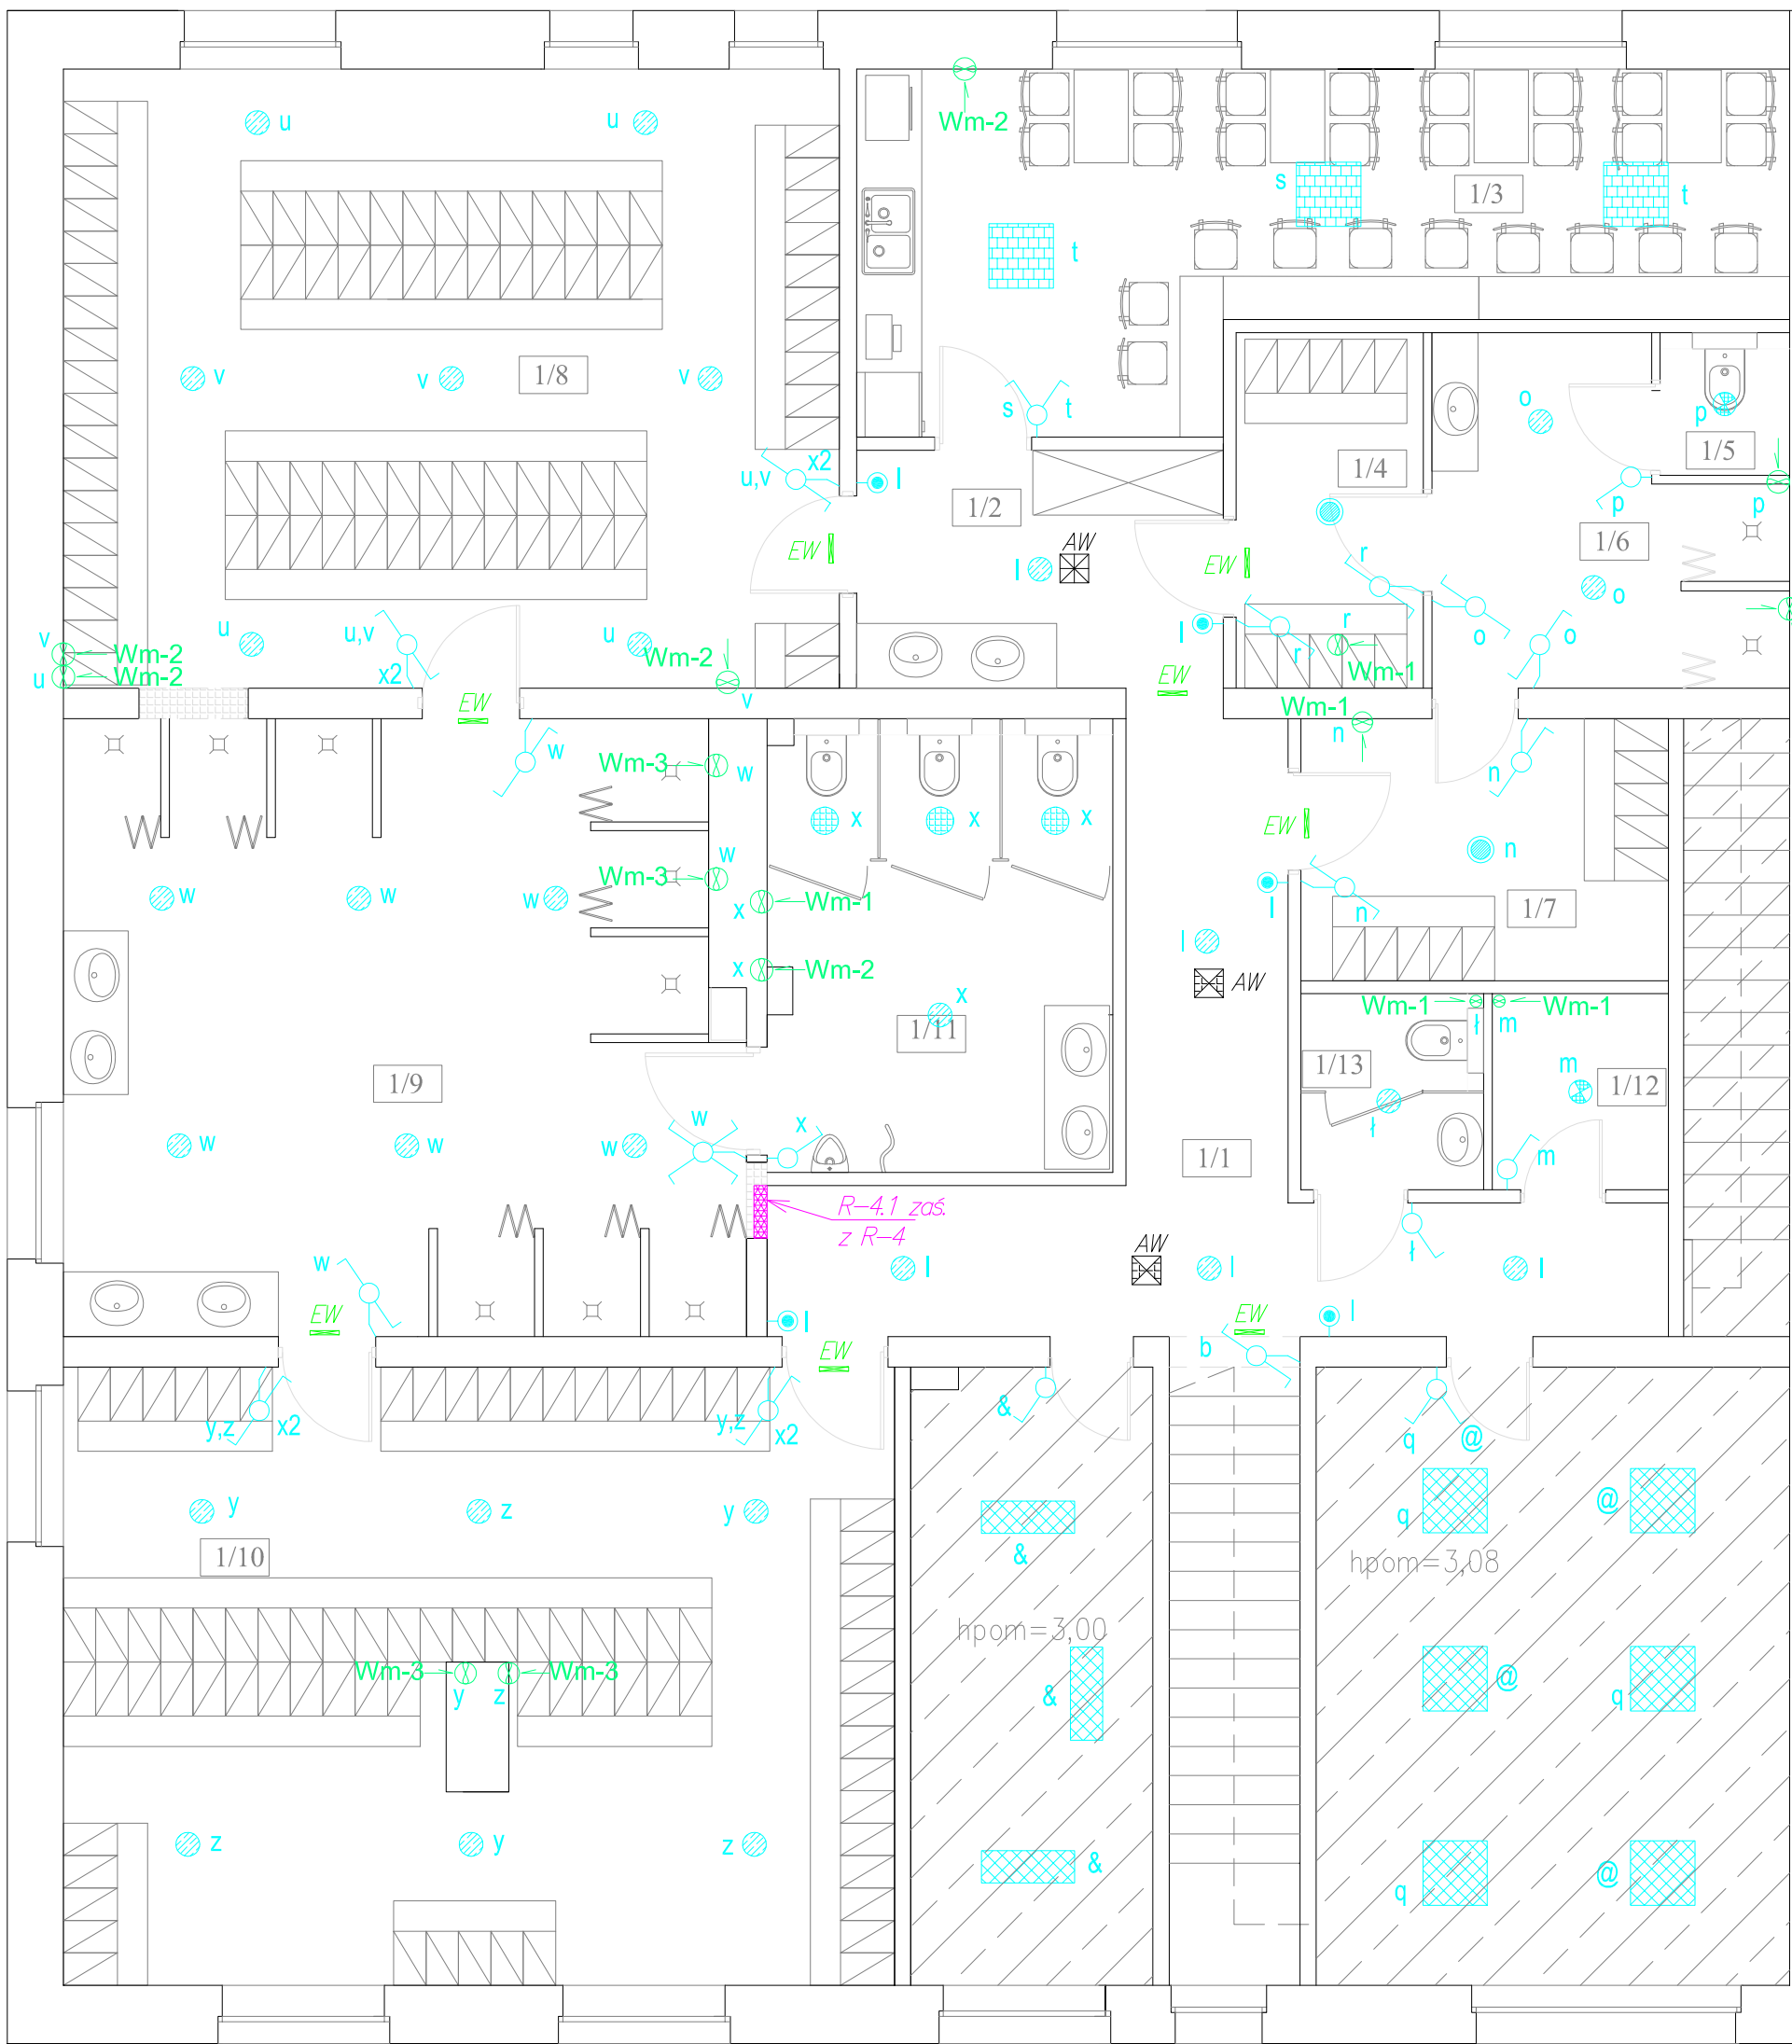 u
u
Wm-2
s
1/3
t
t
v
v
1/8
v
s
t
o
p
1/5
u,v
x2
l
1/2
1/4
p
p
EW
l
AW
EW
r
1/6
o
o
o
v
Wm-2
u
Wm-2
u
u,v
x2
u
Wm-2
v
l
r
r
Wm-1
EW
EW
Wm-1
n
w
Wm-3
w
n
x
x
x
EW
n
w
Wm-3
w
w
w
x
Wm-1
l
n
1/7
l
x
Wm-2
AW
x
1/11
Wm-1
ł
m
Wm-1
1/9
1/13
m
1/12
w
w
w
w
x
ł
1/1
m
R-4.1 zaś.
z R-4
w
l
AW
l
ł
l
EW
l
EW
EW
b
l
y,z
x2
y,z
x2
&
q
@
y
z
y
q
@
1/10
&
hpom=3,08
hpom=3,00
Wm-3
y
z
Wm-3
&
@
q
z
y
z
&
q
@